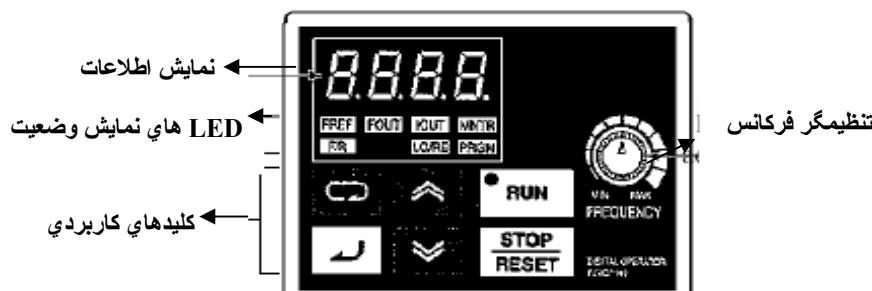 نمايش اطلاعات
8.8.8.8.
LED هاي نمايش وضعيت
FREF FOUT IOUT MNTR
F/R LO/RE PRGM
تنظيمگر فركانس
MIN MAX
FREQUENCY
كليدهاي كاربردي
RUN
STOP
RESET
DIGITAL OPERATOR